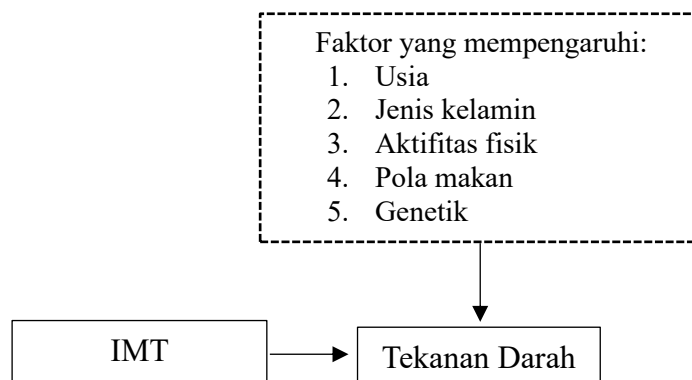 Faktor yang mempengaruhi:
1. Usia
2. Jenis kelamin
3. Aktifitas fisik
4. Pola makan
5. Genetik
IMT
Tekanan Darah